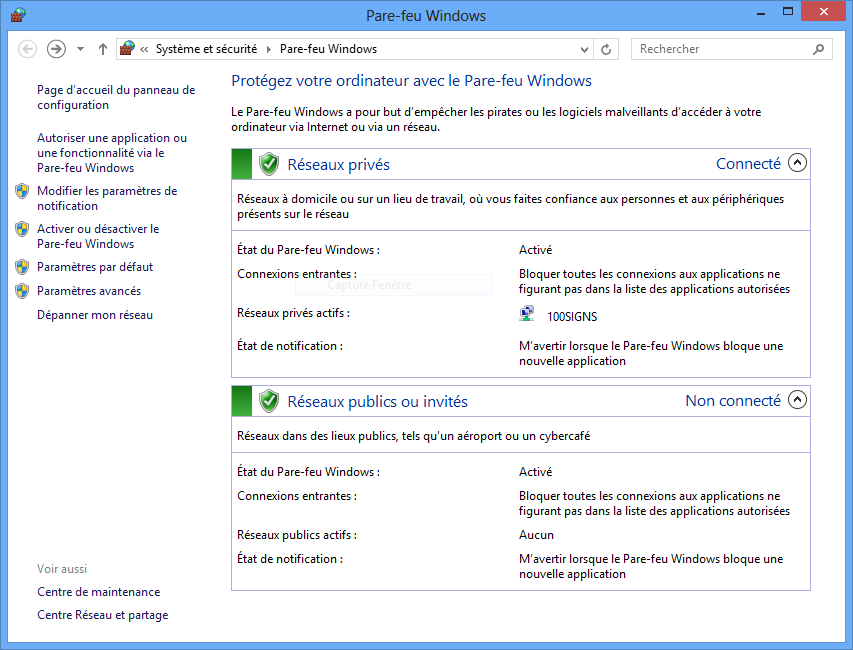 Pare-feu Windows
Système et sécurité
Pare-feu Windows
Rechercher
Page d'accueil du panneau de
configuration
Autoriser une application ou
une fonctionnalité via le
Pare-feu Windows
Modifier les paramètres de
notification
Activer ou désactiver le
Pare-feu Windows
Paramètres par défaut
Paramètres avancés
Dépanner mon réseau
Voir aussi
Centre de maintenance
Centre Réseau et partage
Protégez votre ordinateur avec le Pare-feu Windows
Le Pare-feu Windows a pour but d'empêcher les pirates ou les logiciels malveillants d'accéder à votre
ordinateur via Internet ou via un réseau.
Réseaux privés
Connecté
Réseaux à domicile ou sur un lieu de travail, où vous faites confiance aux personnes et aux périphériques
présents sur le réseau
État du Pare-feu Windows :
Activé
Connexions entrantes :
Bloquer toutes les connexions aux applications ne
figurant pas dans la liste des applications autorisées
Capture Fenêtre
Réseaux privés actifs :
100SIGNS
État de notification :
M'avertir lorsque le Pare-feu Windows bloque une
nouvelle application
Réseaux publics ou invités
Non connecté
Réseaux dans des lieux publics, tels qu'un aéroport ou un cybercafé
État du Pare-feu Windows :
Activé
Connexions entrantes :
Bloquer toutes les connexions aux applications ne
figurant pas dans la liste des applications autorisées
Réseaux publics actifs :
Aucun
État de notification :
M'avertir lorsque le Pare-feu Windows bloque une
nouvelle application